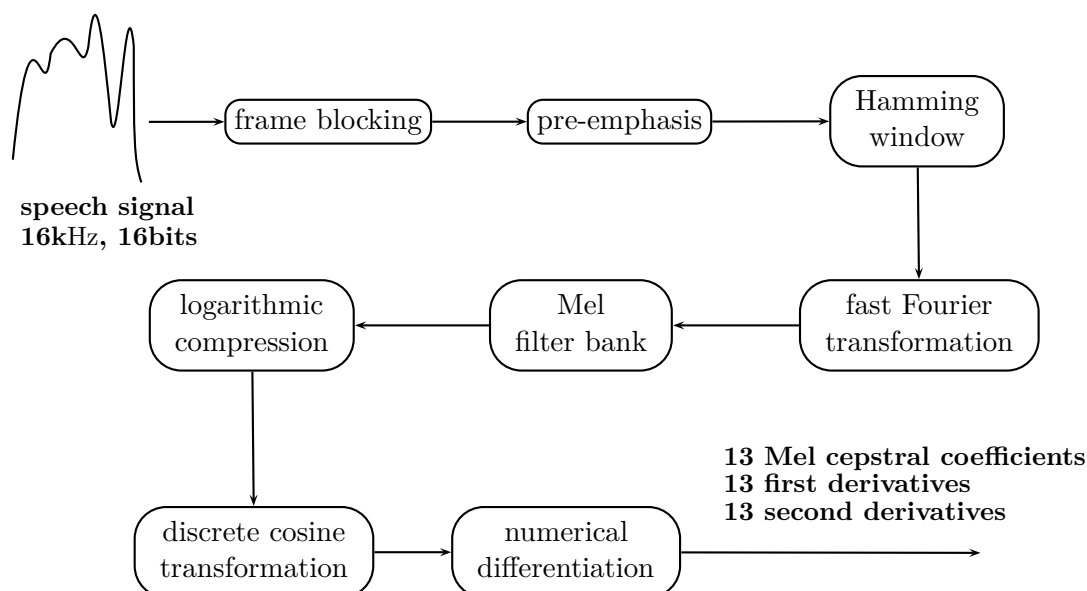 frame blocking
pre-emphasis
Hamming
window
speech signal
16kHz, 16bits
logarithmic
compression
Mel
filter bank
fast Fourier
transformation
13 Mel cepstral coefficients
13 first derivatives
13 second derivatives
discrete cosine
transformation
numerical
differentiation